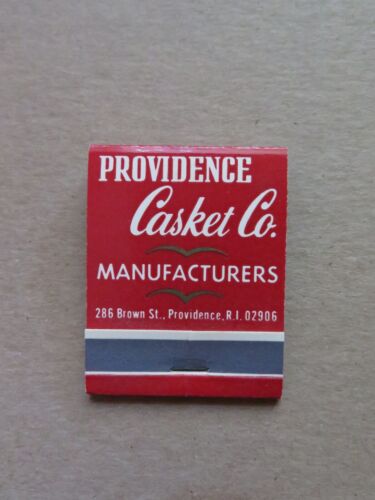 PROVIDENCE
Casket Co.
MANUFACTURERS
286 Brown St., Providence, R.I. 02906